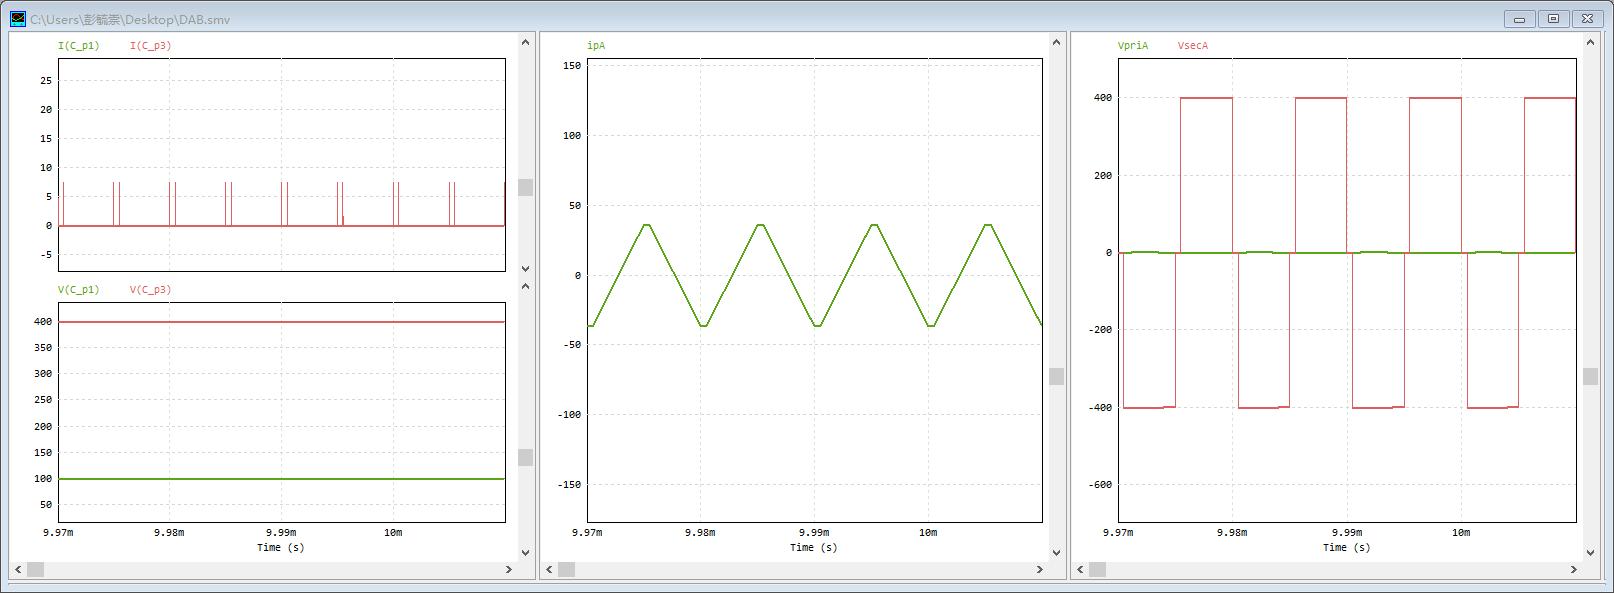 C:\Users\彭毓崇\Desktop\DAB.smv
I(C_p1) I(C_p3)
25
20
15
10
5
0
-5
V(C_p1) V(C_p3)
400
350
300
250
200
150
100
50
9.97m 9.98m 9.99m 10m
Time (s)
ipA
150
100
50
0
-50
-100
-150
9.97m 9.98m 9.99m 10m
Time (s)
VpriA VsecA
400
200
0
-200
-400
-600
9.97m 9.98m 9.99m 10m
Time (s)